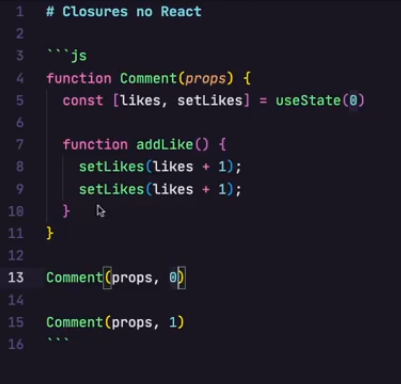 1 # Closures no React
2
3 ```js
4 function Comment(props) {
5   const [likes, setLikes] = useState(0)
6
7   function addLike() {
8     setLikes(likes + 1);
9     setLikes(likes + 1);
10   }
11 }
12
13 Comment(props, 0)
14
15 Comment(props, 1)
16 ```